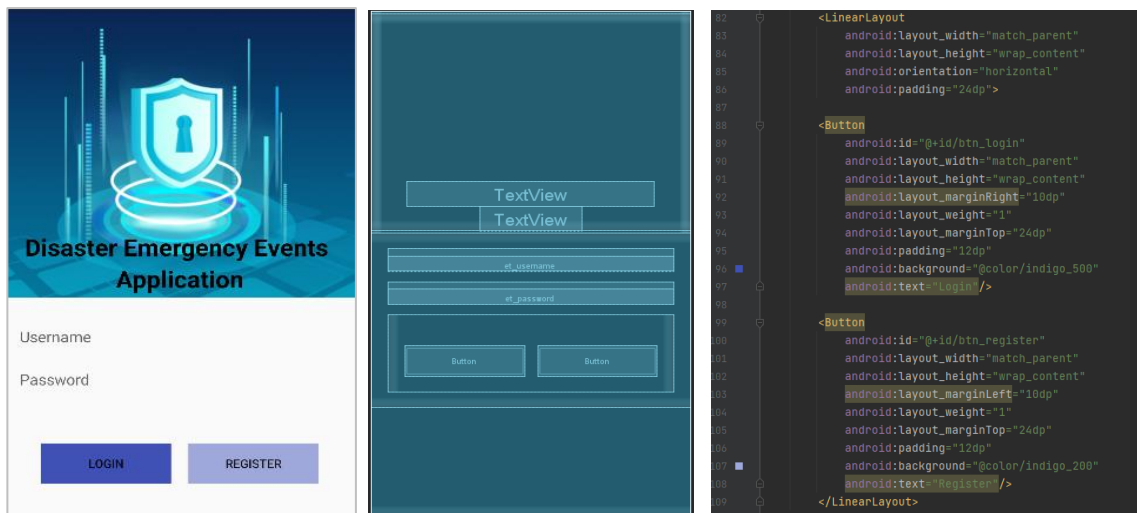 Disaster Emergency Events
Application
Username
Password
LOGIN
REGISTER
TextView
TextView
et_username
et_password
Button
Button
82 <LinearLayout
83 android:layout_width="match_parent"
84 android:layout_height="wrap_content"
85 android:orientation="horizontal"
86 android:padding="24dp">
87
88 <Button
89 android:id="@+id/btn_login"
90 android:layout_width="match_parent"
91 android:layout_height="wrap_content"
92 android:layout_marginRight="10dp"
93 android:layout_weight="1"
94 android:layout_marginTop="24dp"
95 android:padding="12dp"
96 android:background="@color/indigo_500"
97 android:text="Login"/>
98
99 <Button
100 android:id="@+id/btn_register"
101 android:layout_width="match_parent"
102 android:layout_height="wrap_content"
103 android:layout_marginLeft="10dp"
104 android:layout_weight="1"
105 android:layout_marginTop="24dp"
106 android:padding="12dp"
107 android:background="@color/indigo_200"
108 android:text="Register"/>
109 </LinearLayout>